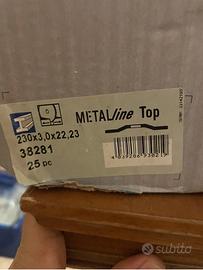 METALline Top
230x3,0x22,23
38281
25 pc
subito